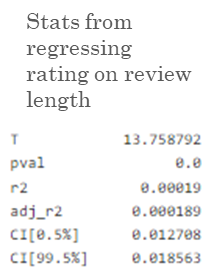 Stats from
regressing
rating on review
length
T 13.758792
pval 0.0
r2 0.00019
adj_r2 0.000189
CI[0.5%] 0.012708
CI[99.5%] 0.018563